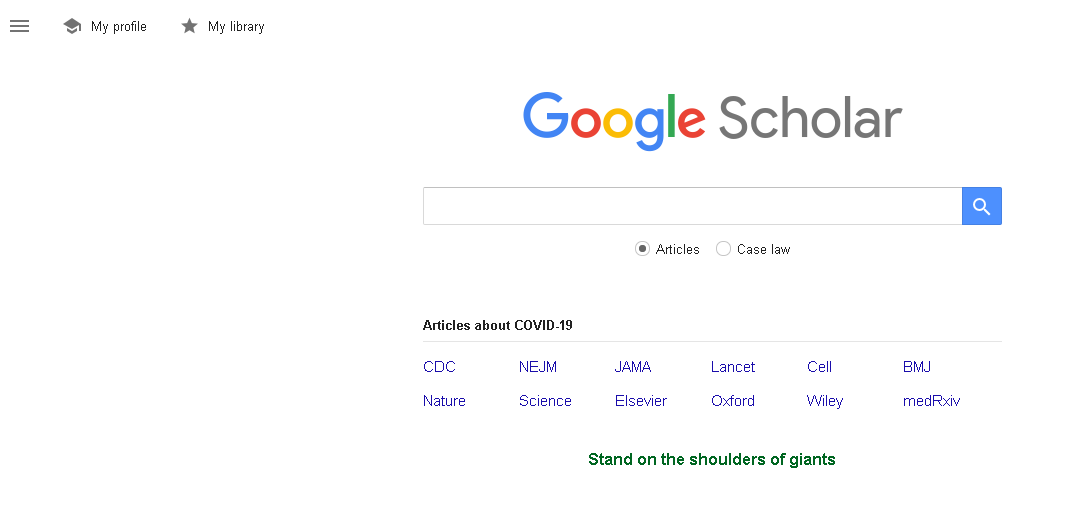 My profile My library
Google Scholar
Articles Case law
Articles about COVID-19
CDC NEJM JAMA Lancet Cell BMJ
Nature Science Elsevier Oxford Wiley medRxiv
Stand on the shoulders of giants